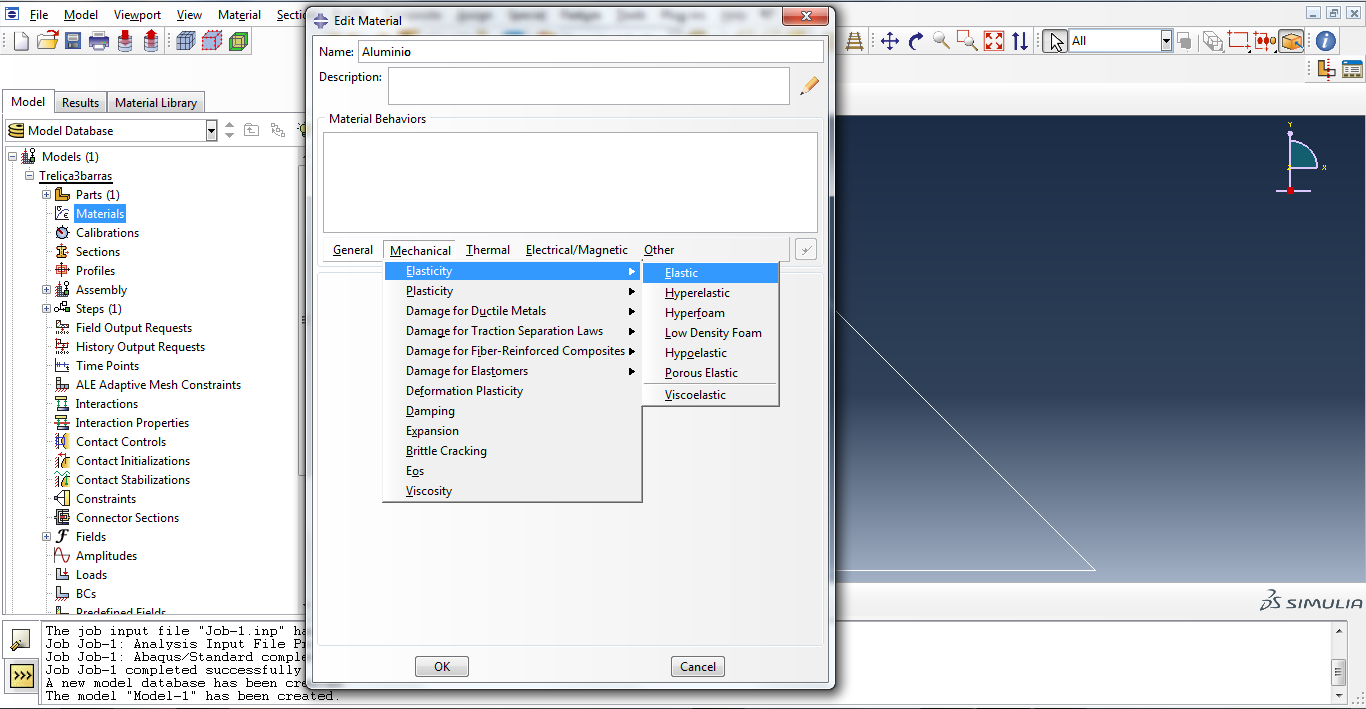 File Model Viewport View Material Secti
Edit Material
Name: Aluminio
Description:
All
Model Results Material Library
Model Database
Material Behaviors
Models (1)
Treliça3barras
Parts (1)
Materials
Calibrations
Sections
Profiles
Assembly
Steps (1)
Field Output Requests
History Output Requests
Time Points
ALE Adaptive Mesh Constraints
Interactions
Interaction Properties
Contact Controls
Contact Initializations
Contact Stabilizations
Constraints
Connector Sections
Fields
Amplitudes
Loads
BCs
Predefined Fields
General Mechanical Thermal Electrical/Magnetic Other
Elasticity
Plasticity
Damage for Ductile Metals
Damage for Traction Separation Laws
Damage for Fiber-Reinforced Composites
Damage for Elastomers
Deformation Plasticity
Damping
Expansion
Brittle Cracking
Eos
Viscosity
Elastic
Hyperelastic
Hyperfoam
Low Density Foam
Hypoelastic
Porous Elastic
Viscoelastic
Y
X
SIMULIA
The job input file "Job-1.inp" ha
Job Job-1: Analysis Input File P
Job Job-1: Abaqus/Standard comple
Job Job-1 completed successfully
A new model database has been cre
The model "Model-1" has been created.
OK Cancel